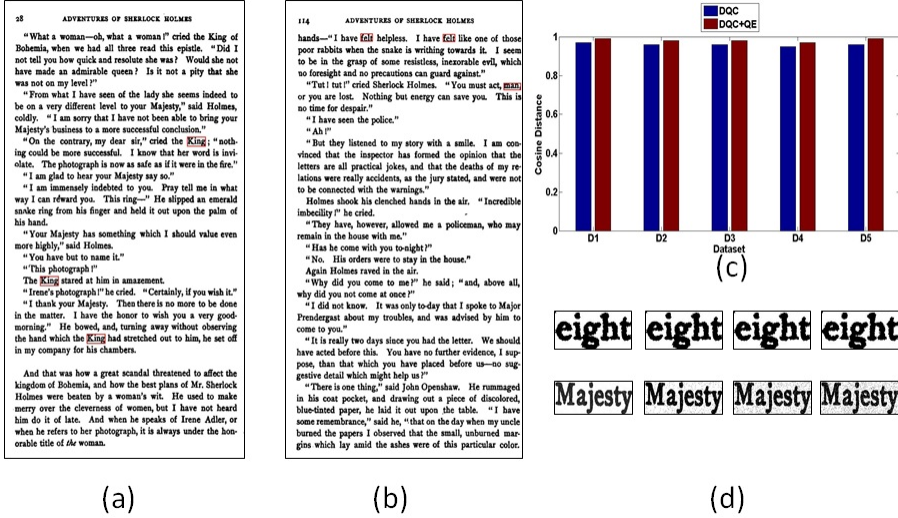 28 ADVENTURES OF SHERLOCK HOLMES
“What a woman—oh, what a woman!” cried the King of
Bohemia, when we had all three read this epistle. “Did I
not tell you how quick and resolute she was? Would she not
have made an admirable queen? Is it not a pity that she
was not on my level?”
“From what I have seen of the lady she seems indeed to
be on a very different level to your Majesty,” said Holmes,
coldly. “I am sorry that I have not been able to bring your
Majesty's business to a more successful conclusion.”
“On the contrary, my dear sir,” cried the King; “noth-
ing could be more successful. I know that her word is invi-
olate. The photograph is now as safe as if it were in the fire.”
“I am glad to hear your Majesty say so.”
“I am immensely indebted to you. Pray tell me in what
way I can reward you. This ring—” He slipped an emerald
snake ring from his finger and held it out upon the palm of
his hand.
“Your Majesty has something which I should value even
more highly,” said Holmes.
“You have but to name it.”
“This photograph!”
The King stared at him in amazement.
“Irene's photograph!” he cried. “Certainly, if you wish it.”
“I thank your Majesty. Then there is no more to be done
in the matter. I have the honor to wish you a very good-
morning.” He bowed, and, turning away without observing
the hand which the King had stretched out to him, he set off
in my company for his chambers.
And that was how a great scandal threatened to affect the
kingdom of Bohemia, and how the best plans of Mr. Sherlock
Holmes were beaten by a woman's wit. He used to make
merry over the cleverness of women, but I have not heard
him do it of late. And when he speaks of Irene Adler, or
when he refers to her photograph, it is always under the hon-
orable title of the woman.
(a)
114 ADVENTURES OF SHERLOCK HOLMES
hands—“I have felt helpless. I have felt like one of those
poor rabbits when the snake is writhing towards it. I seem
to be in the grasp of some resistless, inexorable evil, which
no foresight and no precautions can guard against.”
“Tut! tut!” cried Sherlock Holmes. “You must act, man,
or you are lost. Nothing but energy can save you. This is
no time for despair.”
“I have seen the police.”
“Ah!”
“But they listened to my story with a smile. I am con-
vinced that the inspector has formed the opinion that the
letters are all practical jokes, and that the deaths of my re-
lations were really accidents, as the jury stated, and were not
to be connected with the warnings.”
Holmes shook his clenched hands in the air. “Incredible
imbecility!” he cried.
“They have, however, allowed me a policeman, who may
remain in the house with me.”
“Has he come with you to-night?”
“No. His orders were to stay in the house.”
Again Holmes raved in the air.
“Why did you come to me?” he said; “and, above all,
why did you not come at once?”
“I did not know. It was only to-day that I spoke to Major
Prendergast about my troubles, and was advised by him to
come to you.”
“It is really two days since you had the letter. We should
have acted before this. You have no further evidence, I sup-
pose, than that which you have placed before us—no sug-
gestive detail which might help us?”
“There is one thing,” said John Openshaw. He rummaged
in his coat pocket, and drawing out a piece of discolored,
blue-tinted paper, he laid it out upon the table. “I have
some remembrance,” said he, “that on the day when my uncle
burned the papers I observed that the small, unburned mar-
gins which lay amid the ashes were of this particular color.
(b)
DQC
DQC+QE
Cosine Distance
1
0.8
0.6
0.4
0.2
0
D1 D2 D3 D4 D5
Dataset
(c)
eight eight eight eight
Majesty Majesty Majesty Majesty
(d)